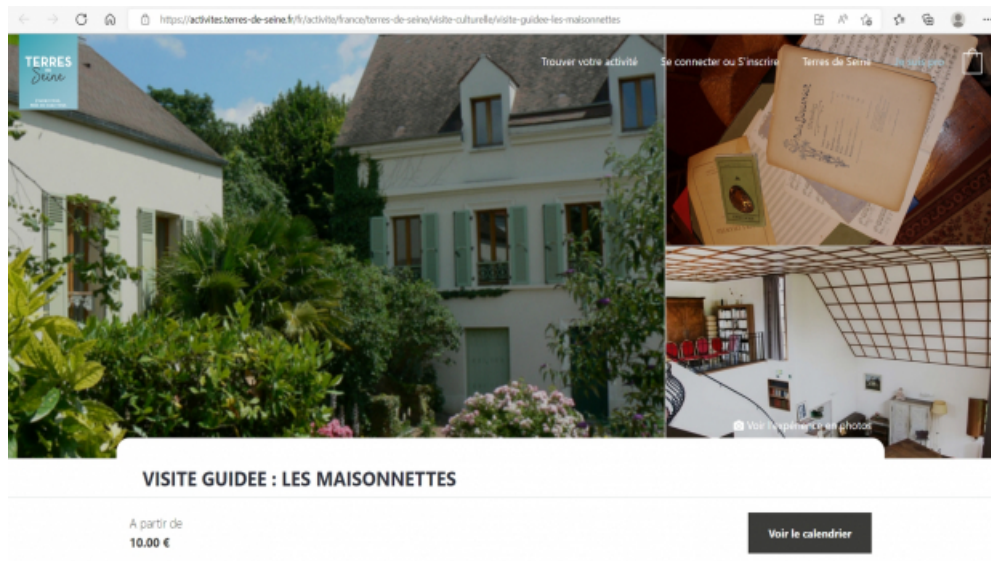 https://activites.terres-de-seine.fr/fr/activite/france/terres-de-seine/visite-culturelle/visite-guidee-les-maisonnettes
TERRES
DE
Seine
Trouver votre activité
Se connecter ou S'inscrire
Terres de Seine
Voir l'expérience en photos
VISITE GUIDEE : LES MAISONNETTES
A partir de
10.00 €
Voir le calendrier